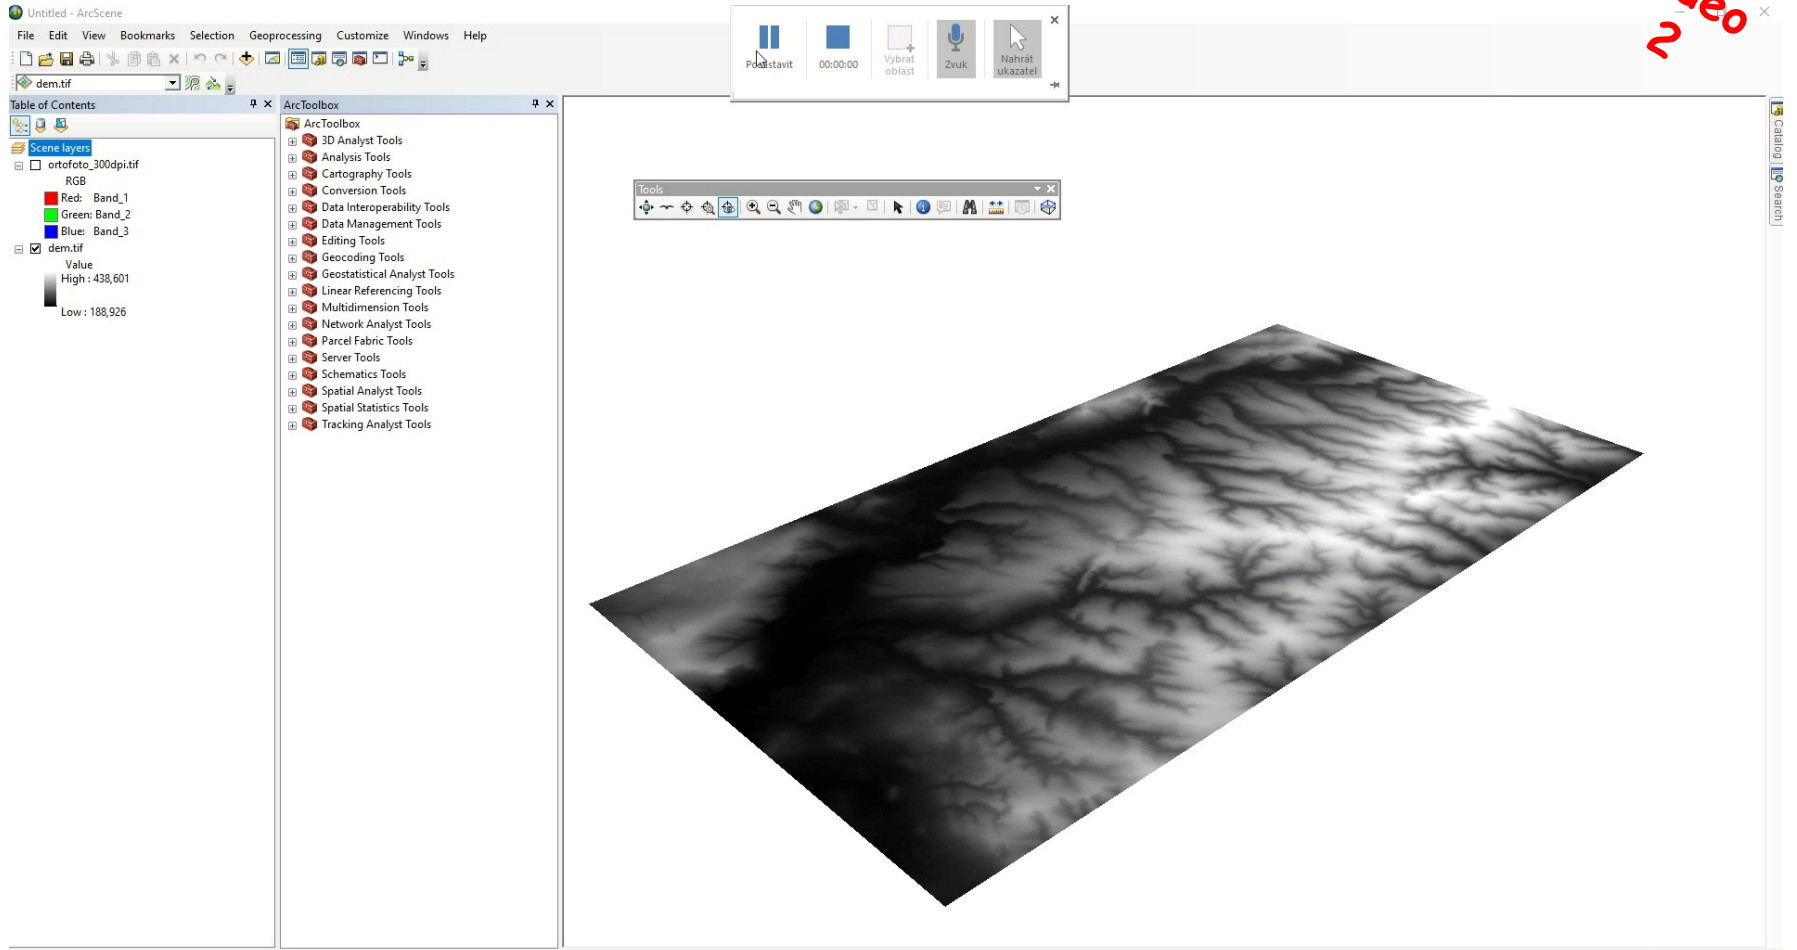 Untitled - ArcScene
File Edit View Bookmarks Selection Geoprocessing Customize Windows Help
dem.tif
Table of Contents
Scene layers
ortofoto_300dpi.tif
RGB
Red: Band_1
Green: Band_2
Blue: Band_3
dem.tif
Value
High : 438,601
Low : 188,926
ArcToolbox
ArcToolbox
3D Analyst Tools
Analysis Tools
Cartography Tools
Conversion Tools
Data Interoperability Tools
Data Management Tools
Editing Tools
Geocoding Tools
Geostatistical Analyst Tools
Linear Referencing Tools
Multidimension Tools
Network Analyst Tools
Parcel Fabric Tools
Server Tools
Schematics Tools
Spatial Analyst Tools
Spatial Statistics Tools
Tracking Analyst Tools
00:00:00
Vybrat
oblast
Zvuk
Nahrát
ukazatel
Tools
2
Catalog
Search